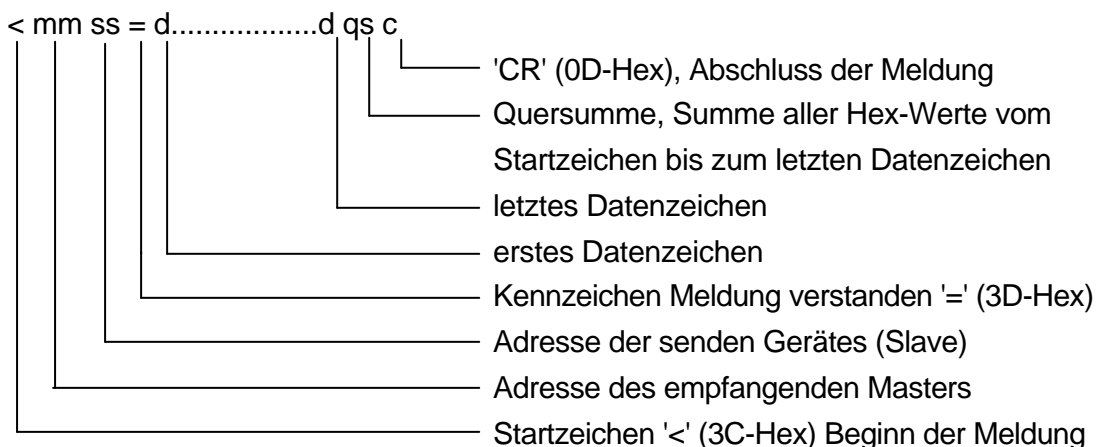 < mm ss = d..................d qs c
'CR' (0D-Hex), Abschluss der Meldung
Quersumme, Summe aller Hex-Werte vom
Startzeichen bis zum letzten Datenzeichen
letztes Datenzeichen
erstes Datenzeichen
Kennzeichen Meldung verstanden '=' (3D-Hex)
Adresse der senden Gerätes (Slave)
Adresse des empfangenden Masters
Startzeichen '<' (3C-Hex) Beginn der Meldung